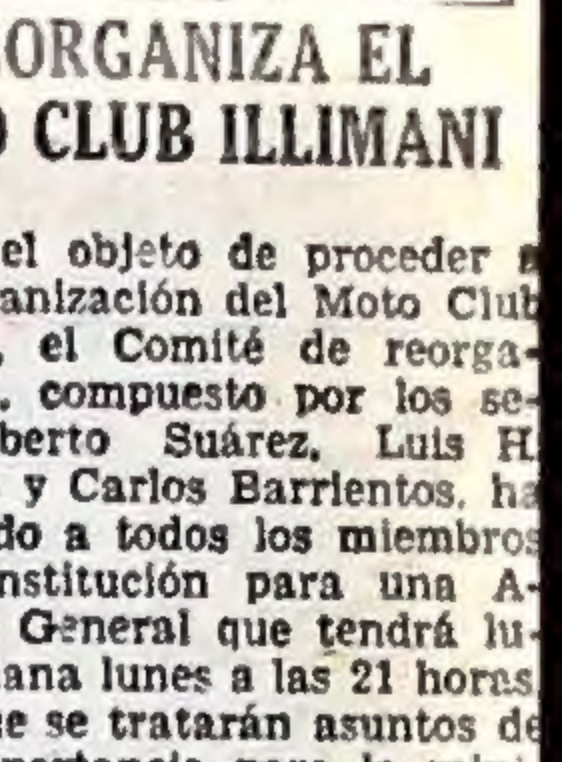 ORGANIZA EL
CLUB ILLIMANI
el objeto de proceder a
anización del Moto Club
, el Comité de reorga-
, compuesto por los se-
berto Suárez, Luis H.
y Carlos Barrientos, ha
do a todos los miembros
nstitución para una A-
General que tendrá lu-
ana lunes a las 21 horas,
se tratarán asuntos de
para la